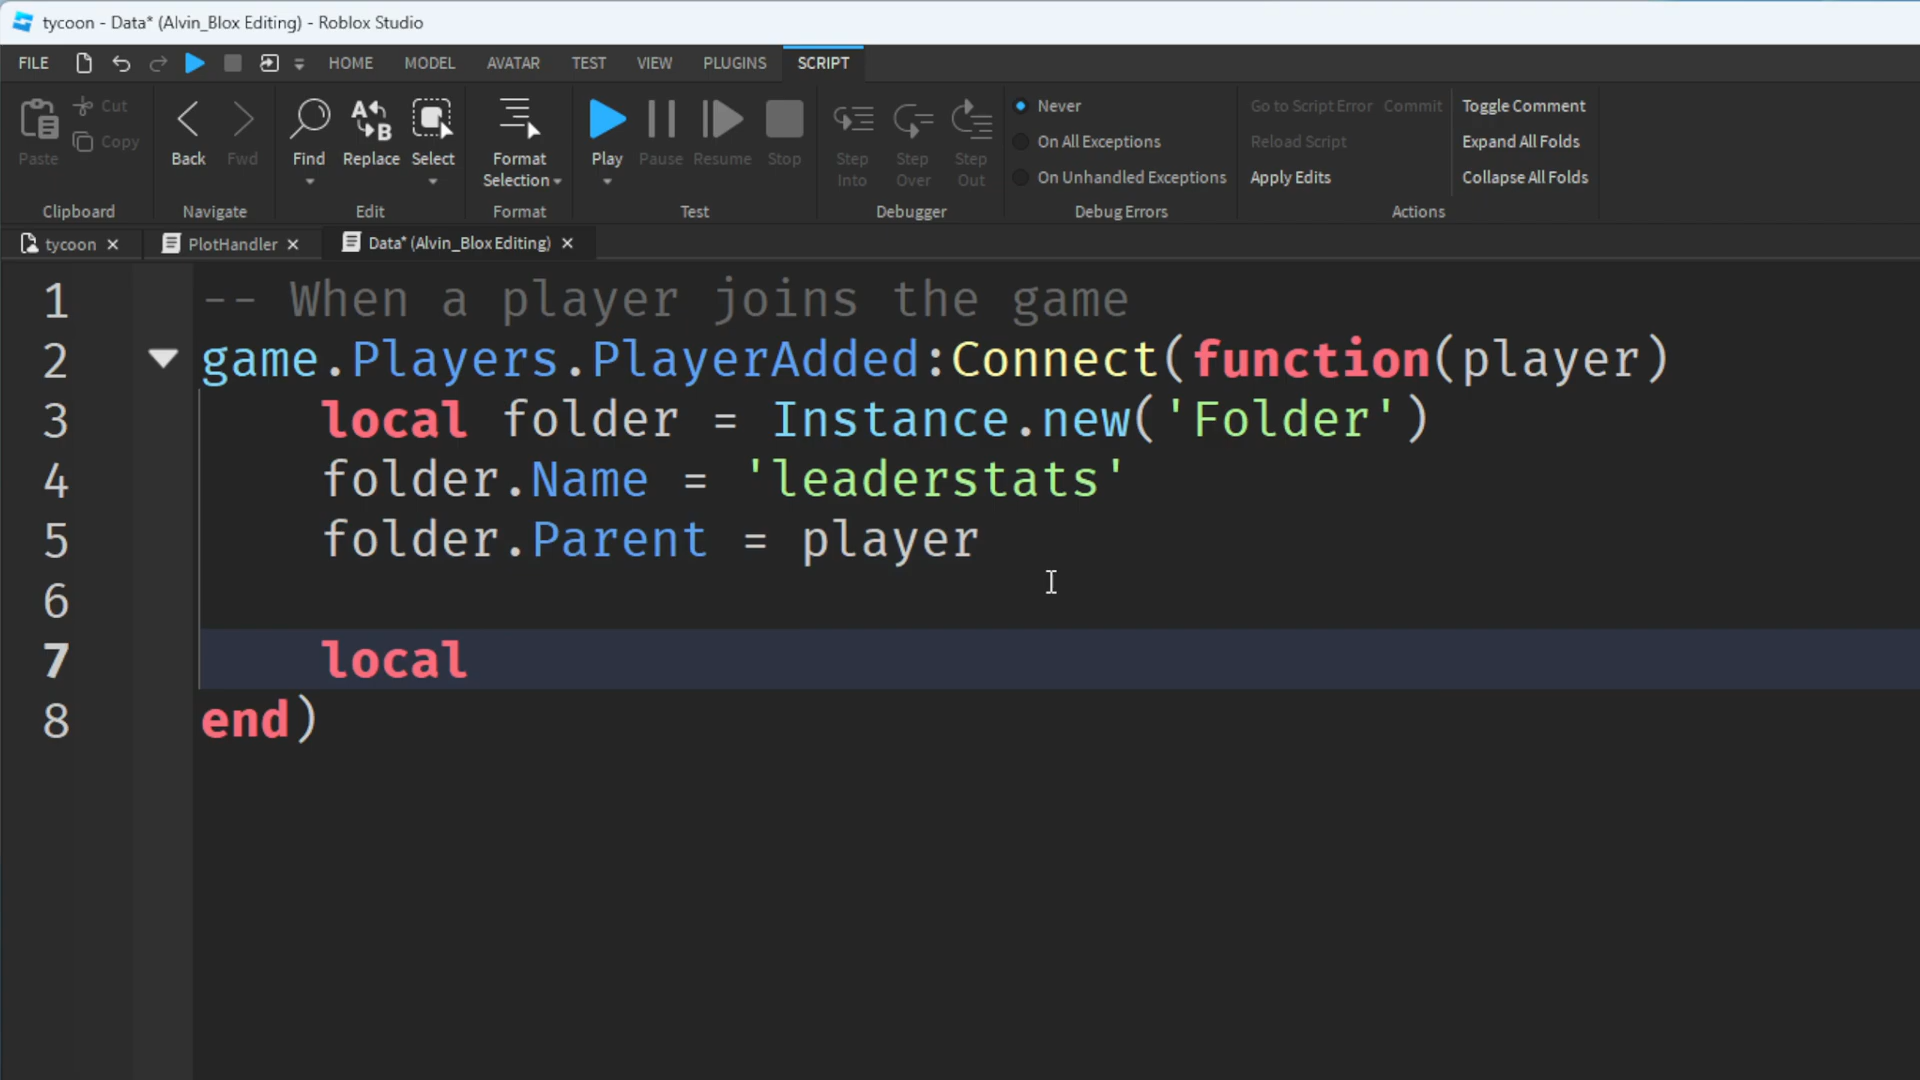 tycoon - Data* (Alvin_Blox Editing) - Roblox Studio
FILE HOME MODEL AVATAR TEST VIEW PLUGINS SCRIPT
Paste Cut Copy
Clipboard
Back Fwd
Navigate
Find Replace Select
Edit
Format Selection
Format
Play Pause Resume Stop
Test
Step Into Step Over Step Out
Debugger
Never
On All Exceptions
On Unhandled Exceptions
Debug Errors
Go to Script Error Commit Toggle Comment
Reload Script Expand All Folds
Apply Edits Collapse All Folds
Actions
tycoon × PlotHandler × Data* (Alvin_Blox Editing) ×
1 -- When a player joins the game
2 game.Players.PlayerAdded:Connect(function(player)
3 local folder = Instance.new('Folder')
4 folder.Name = 'leaderstats'
5 folder.Parent = player
6
7 local
8 end)